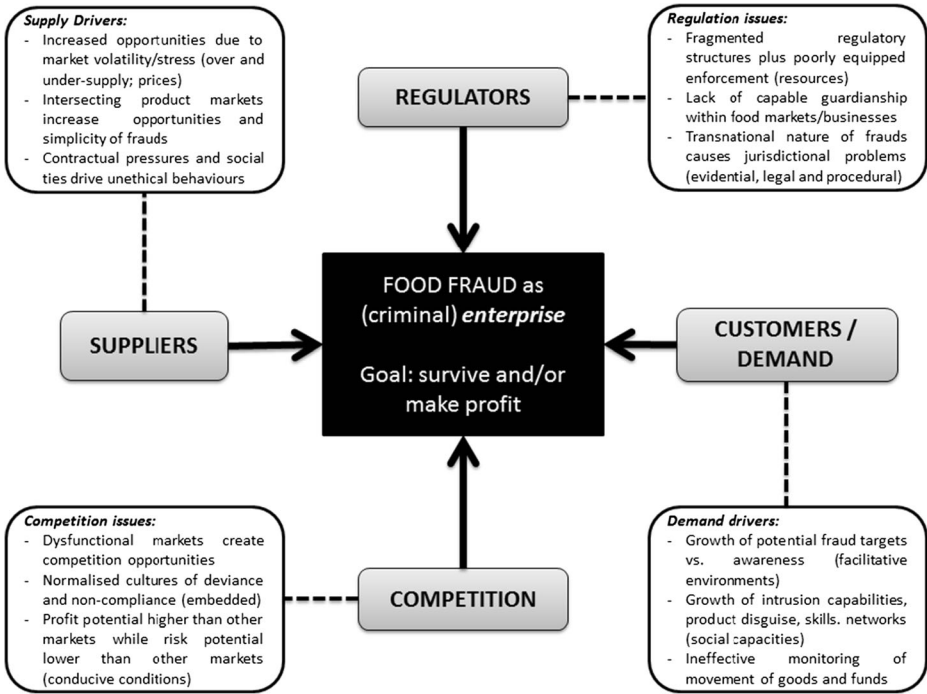 Supply Drivers:
- Increased opportunities due to
market volatility/stress (over and
under-supply; prices)
- Intersecting product markets
increase opportunities and
simplicity of frauds
- Contractual pressures and social
ties drive unethical behaviours
REGULATORS
Regulation issues:
- Fragmented regulatory
structures plus poorly equipped
enforcement (resources)
- Lack of capable guardianship
within food markets/businesses
- Transnational nature of frauds
causes jurisdictional problems
(evidential, legal and procedural)
SUPPLIERS
FOOD FRAUD as
(criminal) enterprise
Goal: survive and/or
make profit
CUSTOMERS /
DEMAND
Competition issues:
- Dysfunctional markets create
competition opportunities
- Normalised cultures of deviance
and non-compliance (embedded)
- Profit potential higher than other
markets while risk potential
lower than other markets
(conducive conditions)
COMPETITION
Demand drivers:
- Growth of potential fraud targets
vs. awareness (facilitative
environments)
- Growth of intrusion capabilities,
product disguise, skills. networks
(social capacities)
- Ineffective monitoring of
movement of goods and funds